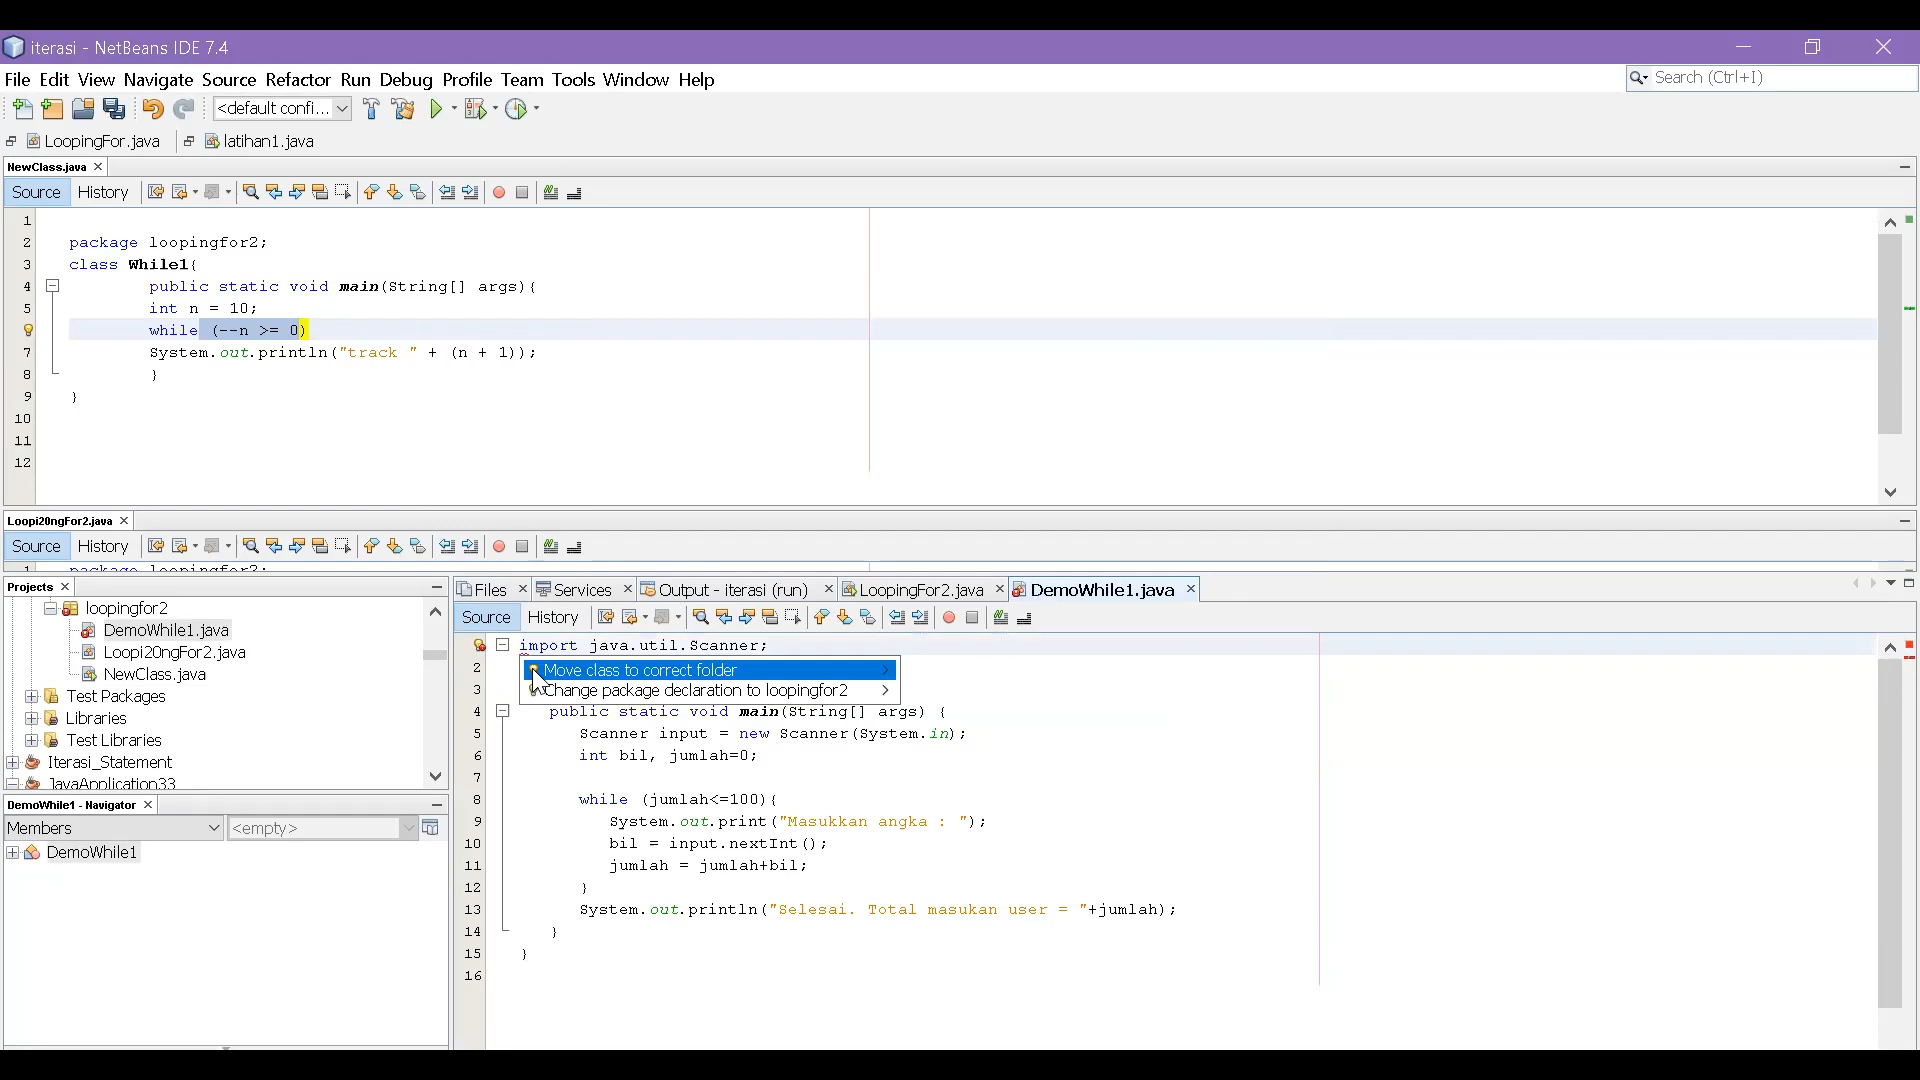 iterasi - NetBeans IDE 7.4
File Edit View Navigate Source Refactor Run Debug Profile Team Tools Window Help
Search (Ctrl+I)
<default confi...
LoopingFor.java
latihan1.java
NewClass.java
Source History
1
2 package loopingfor2;
3 class While1{
4 public static void main(String[] args){
5 int n = 10;
while (--n >= 0)
7 System.out.println("track " + (n + 1));
8 }
9 }
10
11
12
Loopi20ngFor2.java
Source History
1 package loopingfor2;
Projects
loopingfor2
DemoWhile1.java
Loopi20ngFor2.java
NewClass.java
Test Packages
Libraries
Test Libraries
Iterasi_Statement
JavaApplication33
DemoWhile1 - Navigator
Members
<empty>
DemoWhile1
Files Services Output - iterasi (run) LoopingFor2.java DemoWhile1.java
Source History
import java.util.Scanner;
2 Move class to correct folder
3 Change package declaration to loopingfor2
4 public static void main(String[] args) {
5 Scanner input = new Scanner(System.in);
6 int bil, jumlah=0;
7
8 while (jumlah<=100){
9 System.out.print("Masukkan angka : ");
10 bil = input.nextInt();
11 jumlah = jumlah+bil;
12 }
13 System.out.println("Selesai. Total masukan user = "+jumlah);
14 }
15 }
16